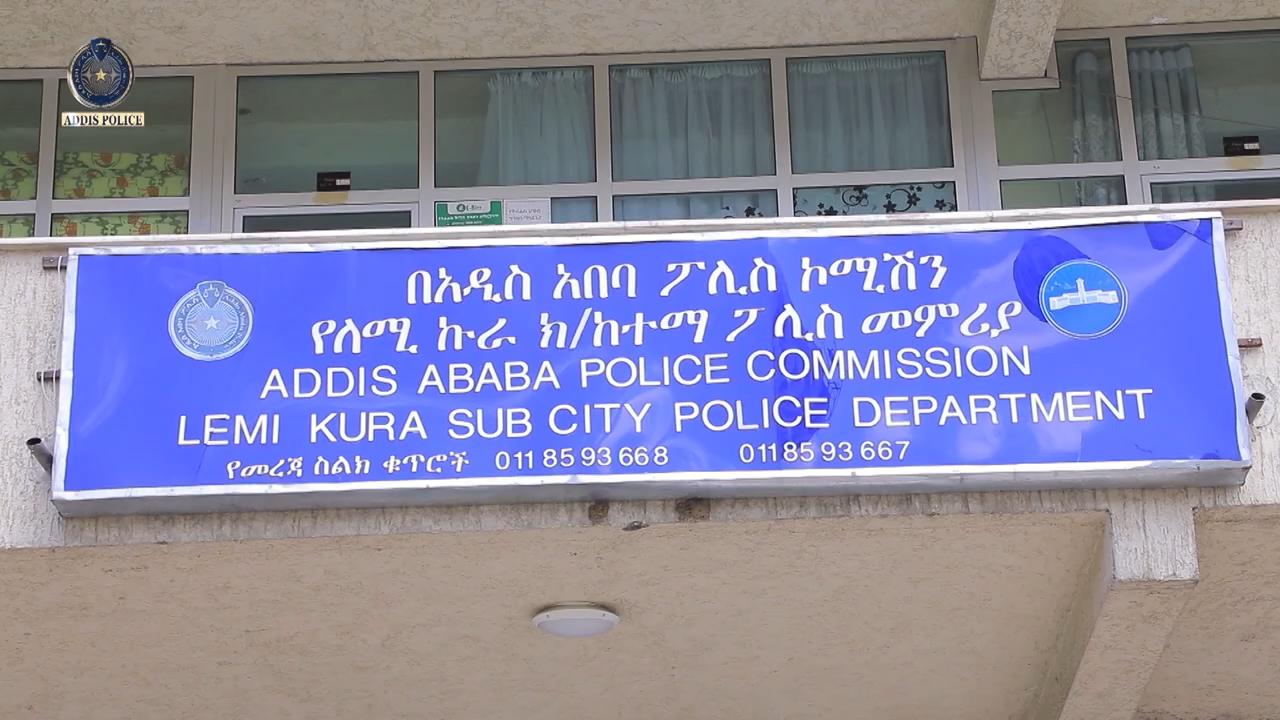 ADDIS POLICE
በአዲስ አበባ ፖሊስ ኮሚሽን
የለሚ ኩራ ክ/ከተማ ፖሊስ መምሪያ
ADDIS ABABA POLICE COMMISSION
LEMI KURA SUB CITY POLICE DEPARTMENT
የመረጃ ስልክ ቁጥሮች 011 85 93 668 011 85 93 667